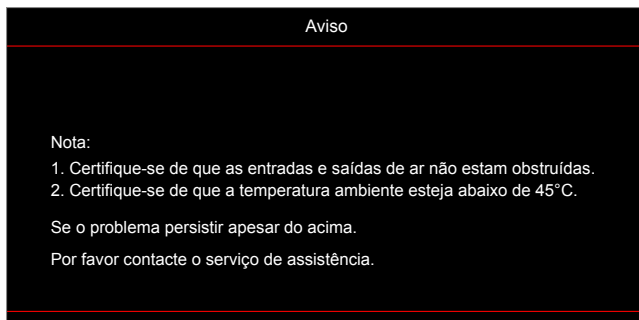 Aviso
Nota:
1. Certifique-se de que as entradas e saídas de ar não estam obstruídas.
2. Certifique-se de que a temperatura ambiente esteja abaixo de 45°C.
Se o problema persistir apesar do acima.
Por favor contacte o serviço de assistência.